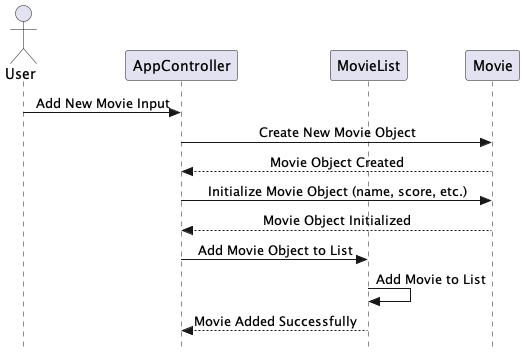 User
AppController
MovieList
Movie
Add New Movie Input
Create New Movie Object
Movie Object Created
Initialize Movie Object (name, score, etc.)
Movie Object Initialized
Add Movie Object to List
Add Movie to List
Movie Added Successfully